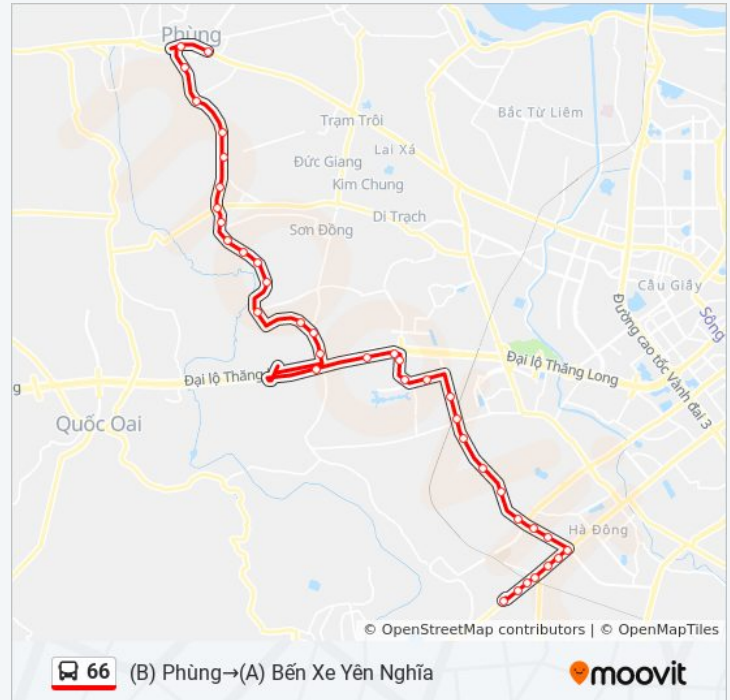 Phùng
Bắc Từ Liêm
Trạm Trôi
Lai Xá
Đức Giang
Kim Chung
Di Trạch
Sơn Đồng
Cầu Giấy
Sông
Đường cao tốc Vành đai 3
Đại lộ Thăng
Đại lộ Thăng Long
g
Quốc Oai
Hà Đông
© OpenStreetMap contributors | © OpenMapTiles
66 (B) Phùng→(A) Bến Xe Yên Nghĩa
moovit